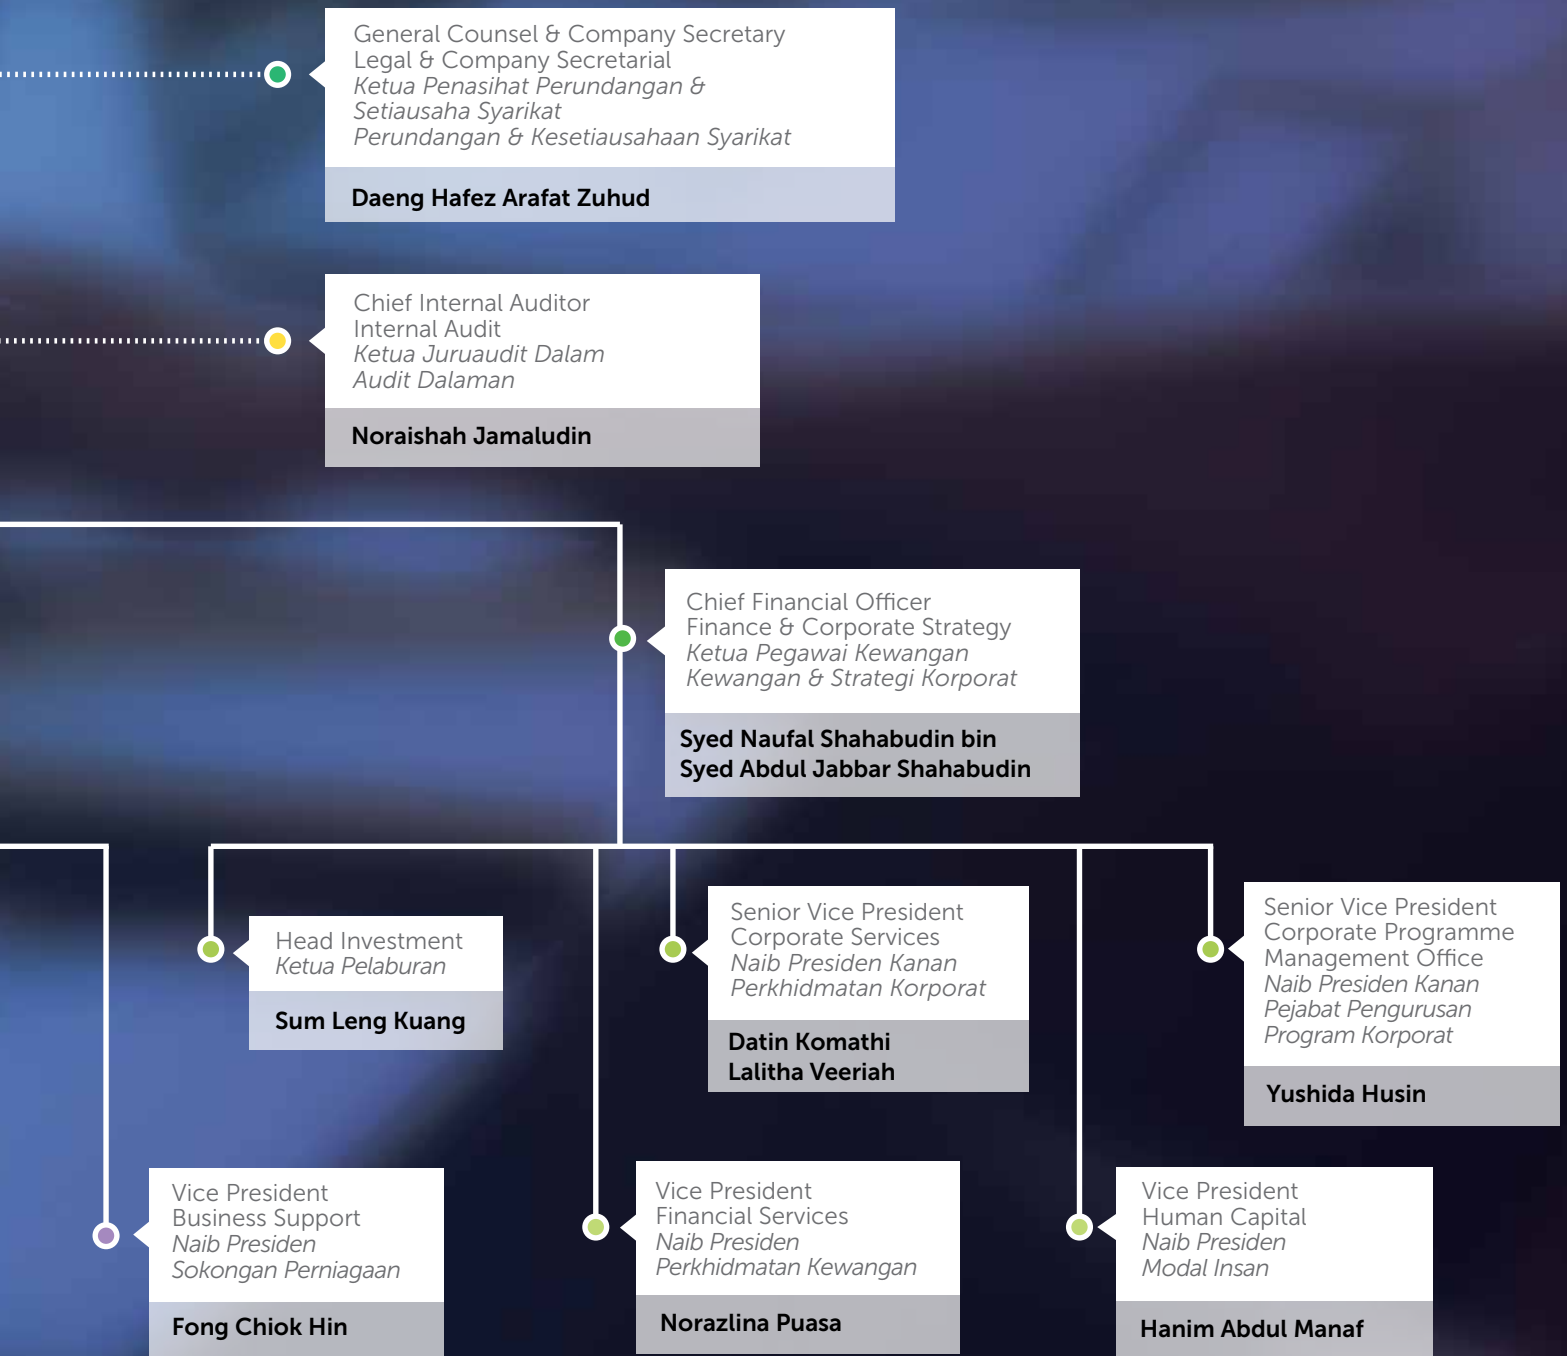 General Counsel & Company Secretary
Legal & Company Secretarial
Ketua Penasihat Perundangan &
Setiausaha Syarikat
Perundangan & Kesetiausahaan Syarikat
Daeng Hafez Arafat Zuhud
Chief Internal Auditor
Internal Audit
Ketua Juruaudit Dalam
Audit Dalaman
Noraishah Jamaludin
Chief Financial Officer
Finance & Corporate Strategy
Ketua Pegawai Kewangan
Kewangan & Strategi Korporat
Syed Naufal Shahabudin bin
Syed Abdul Jabbar Shahabudin
Head Investment
Ketua Pelaburan
Sum Leng Kuang
Senior Vice President
Corporate Services
Naib Presiden Kanan
Perkhidmatan Korporat
Datin Komathi
Lalitha Veeriah
Senior Vice President
Corporate Programme
Management Office
Naib Presiden Kanan
Pejabat Pengurusan
Program Korporat
Yushida Husin
Vice President
Business Support
Naib Presiden
Sokongan Perniagaan
Fong Chiok Hin
Vice President
Financial Services
Naib Presiden
Perkhidmatan Kewangan
Norazlina Puasa
Vice President
Human Capital
Naib Presiden
Modal Insan
Hanim Abdul Manaf